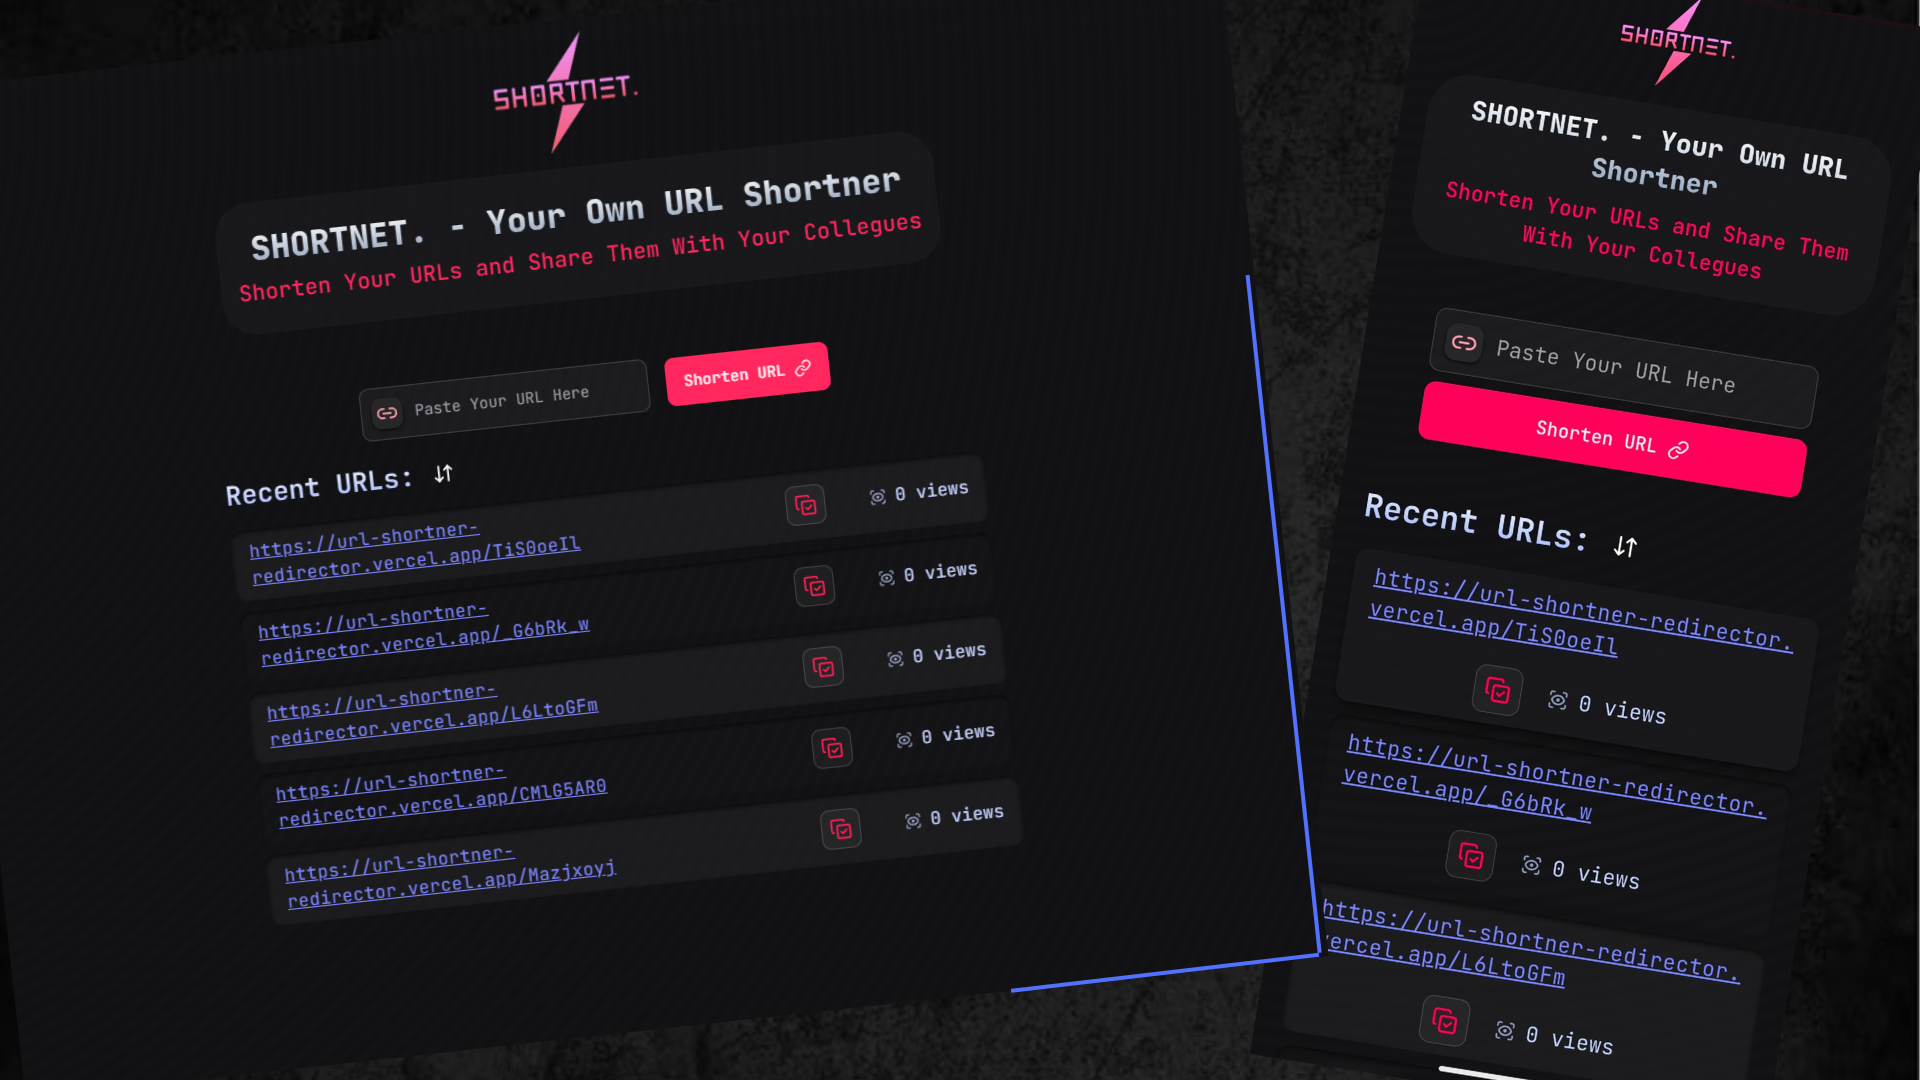 SHORTNET.
SHORTNET. - Your Own URL Shortner
Shorten Your URLs and Share Them With Your Collegues
Paste Your URL Here
Shorten URL
Recent URLs:
https://url-shortner-
redirector.vercel.app/TiS0oeIl
0 views
https://url-shortner-
redirector.vercel.app/_G6bRk_w
0 views
https://url-shortner-
redirector.vercel.app/L6LtoGFm
0 views
https://url-shortner-
redirector.vercel.app/CMlG5AR0
0 views
https://url-shortner-
redirector.vercel.app/Mazjxoyj
0 views
SHORTNET.
SHORTNET. - Your Own URL
Shortner
Shorten Your URLs and Share Them
With Your Collegues
Paste Your URL Here
Shorten URL
Recent URLs:
https://url-shortner-redirector.
vercel.app/TiS0oeIl
0 views
https://url-shortner-redirector.
vercel.app/_G6bRk_w
0 views
https://url-shortner-redirector.
vercel.app/L6LtoGFm
0 views